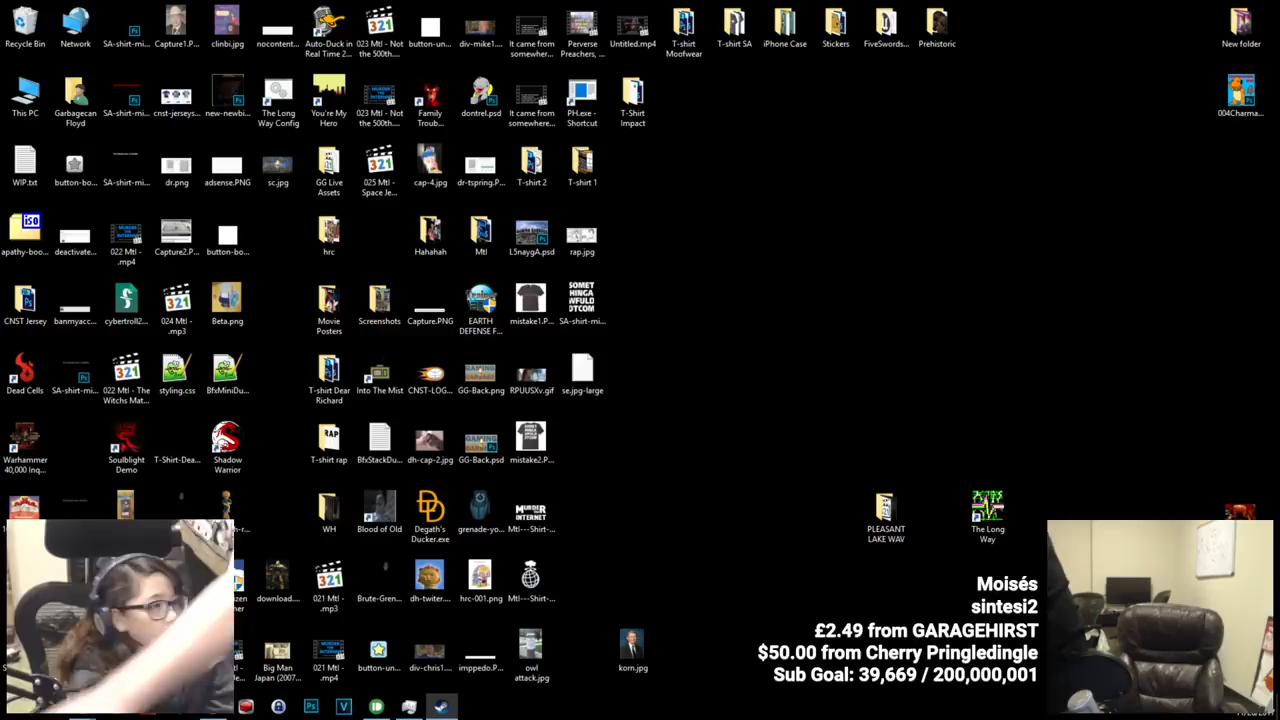 Recycle Bin
Network
SA-shirt-mi...
Capture1.P...
clinbi.jpg
nocontent...
Auto-Duck in
Real Time 2...
023 Mtl - Not
the 500th...
button-un...
div-mike1....
It came from
somewher...
Perverse
Preachers, ...
Untitled.mp4
T-shirt
Moofwear
T-shirt SA
iPhone Case
Stickers
FiveSwords...
Prehistoric
New folder
This PC
Garbagecan
Floyd
SA-shirt-mi...
cnst-jerseys...
new-newbi...
The Long
Way Config
You're My
Hero
023 Mtl - Not
the 500th...
Family
Troub...
dontrel.psd
It came from
somewher...
PH.exe -
Shortcut
T-Shirt
Impact
004Charma...
WIP.txt
button-bo...
SA-shirt-mi...
dr.png
adsense.PNG
sc.jpg
GG Live
Assets
025 Mtl -
Space Je...
cap-4.jpg
dr-tspring.P...
T-shirt 2
T-shirt 1
iso
apathy-boo...
deactivate...
022 Mtl -
.mp4
Capture2.P...
button-bo...
hrc
Hahahah
Mtl
L5naygA.psd
rap.jpg
CNST Jersey
banmyacc...
cybertroll2...
024 Mtl -
.mp3
Beta.png
Movie
Posters
Screenshots
Capture.PNG
EARTH
DEFENSE F...
mistake1.P...
SOMET
HINGA
WFULD
OTCOM
SA-shirt-mi...
Dead Cells
SA-shirt-mi...
022 Mtl - The
Witchs Mat...
styling.css
BfxMiniDu...
T-shirt Dear
Richard
Into The Mist
CNST-LOG...
GG-Back.png
RPUUSXv.gif
se.jpg-large
Warhammer
40,000 Inq...
Soulblight
Demo
T-Shirt-Dea...
Shadow
Warrior
RAP
T-shirt rap
BfxStackDu...
dh-cap-2.jpg
GG-Back.psd
mistake2.P...
WH
Blood of Old
Degath's
Ducker.exe
grenade-yo...
MURDER
THE
INTERNET
Mtl---Shirt-...
PLEASANT
LAKE WAV
The Long
Way
download....
021 Mtl -
.mp3
Brute-Gren...
dh-twiter....
hrc-001.png
Mtl---Shirt-...
Big Man
Japan (2007...
021 Mtl -
.mp4
button-un...
div-chris1....
imppedo.P...
owl
attack.jpg
korn.jpg
Moisés
sintesi2
£2.49 from GARAGEHIRST
$50.00 from Cherry Pringledingle
Sub Goal: 39,669 / 200,000,001